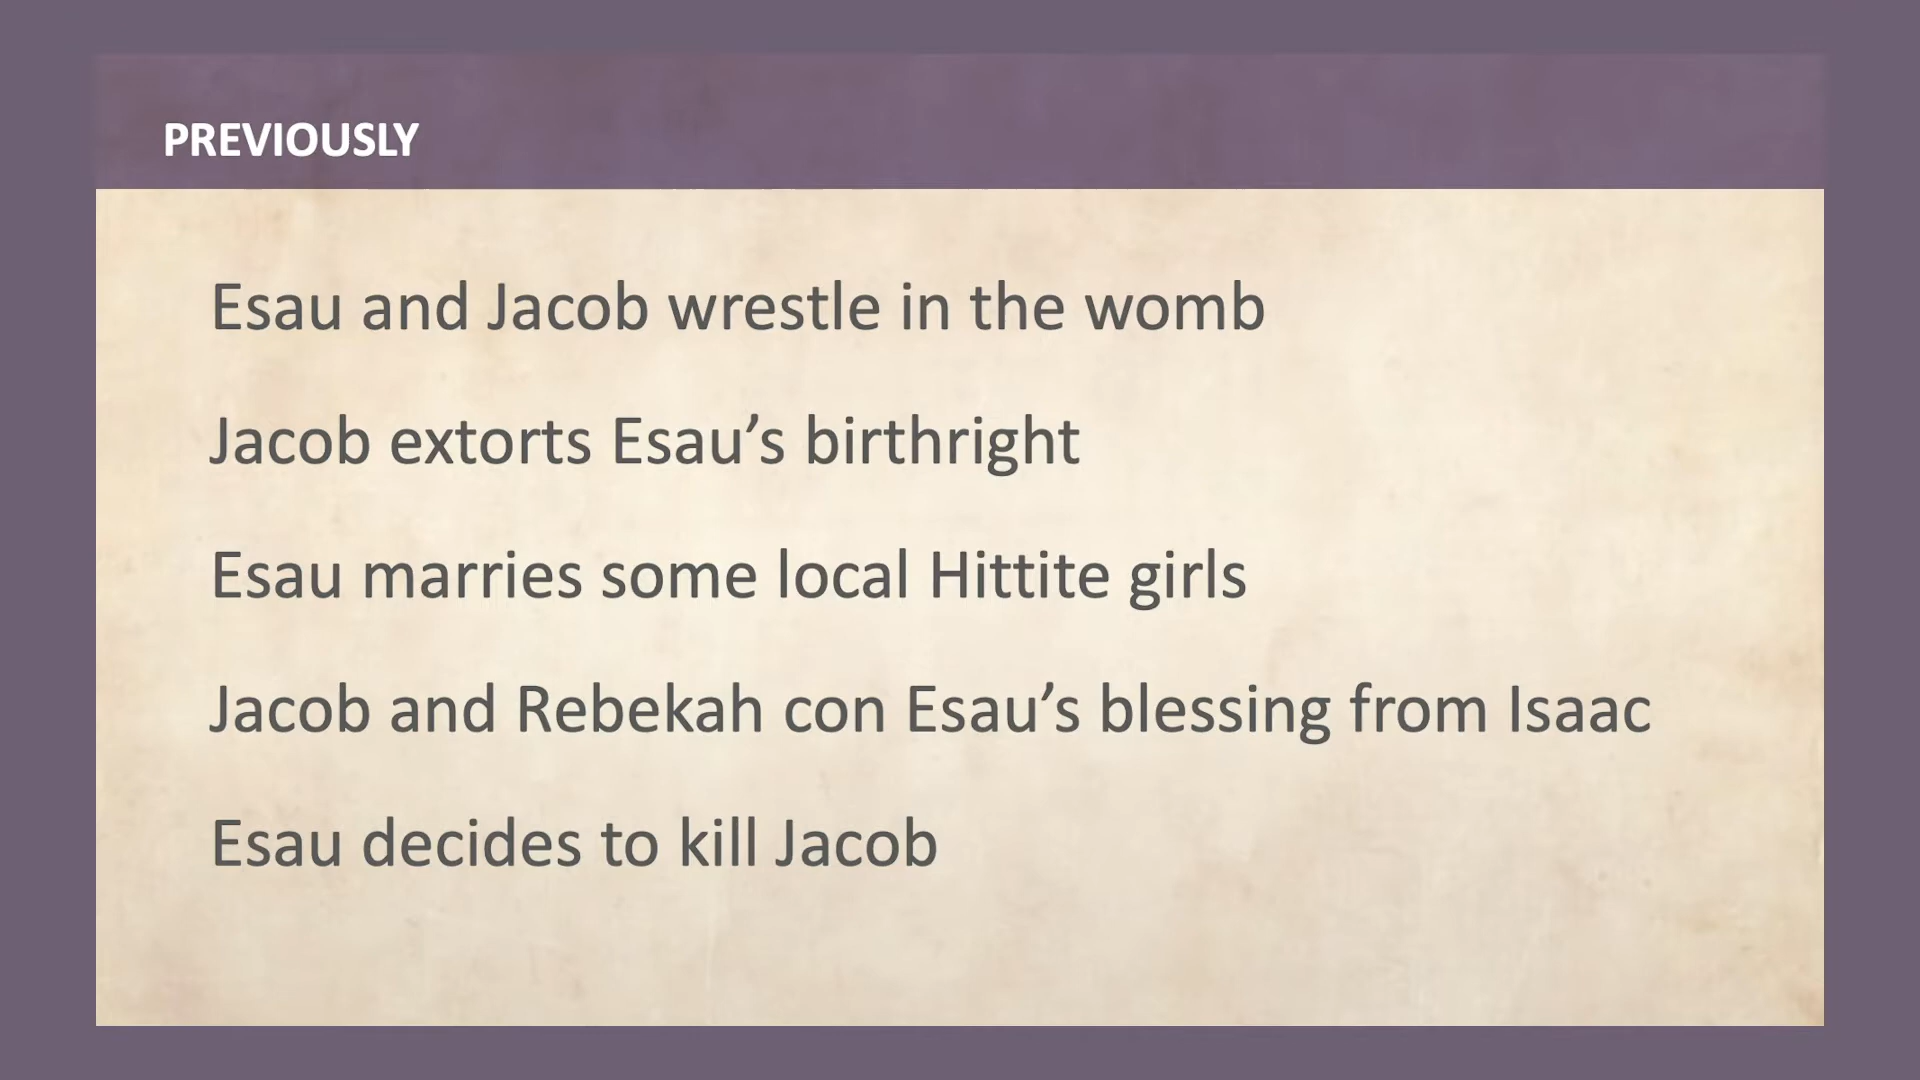 PREVIOUSLY
Esau and Jacob wrestle in the womb
Jacob extorts Esau’s birthright
Esau marries some local Hittite girls
Jacob and Rebekah con Esau’s blessing from Isaac
Esau decides to kill Jacob